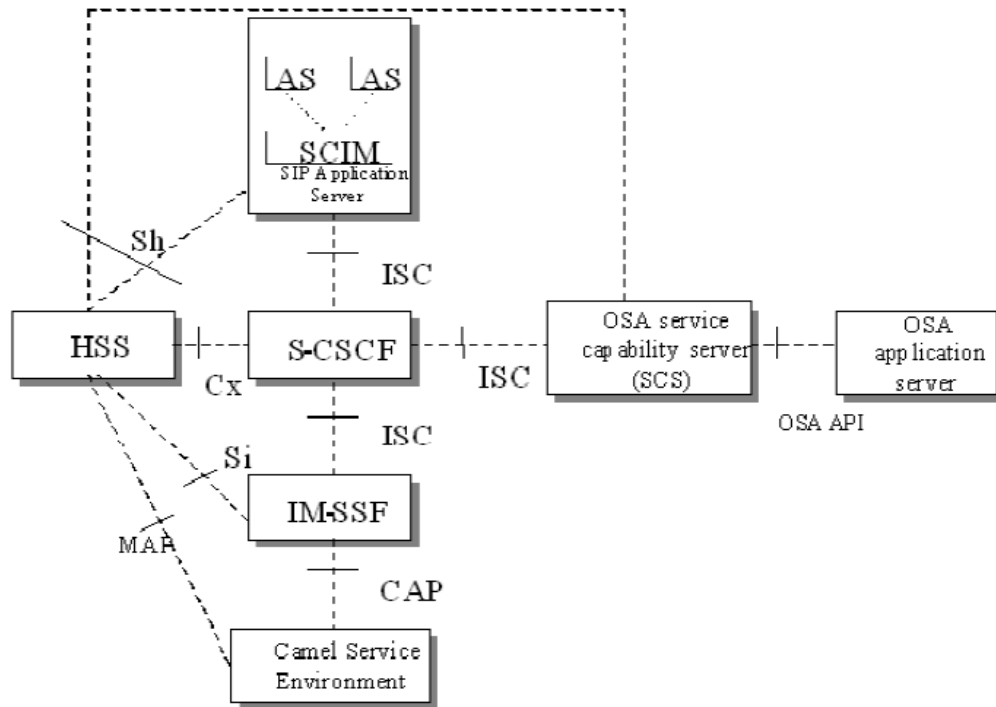 AS AS
SCIM
SIP Application
Server
Sh
ISC
HSS
S-CSCF
OSA service
capability server
(SCS)
OSA
application
server
Cx
ISC
OSA API
ISC
Si
IM-SSF
MAP
CAP
Camel Service
Environment